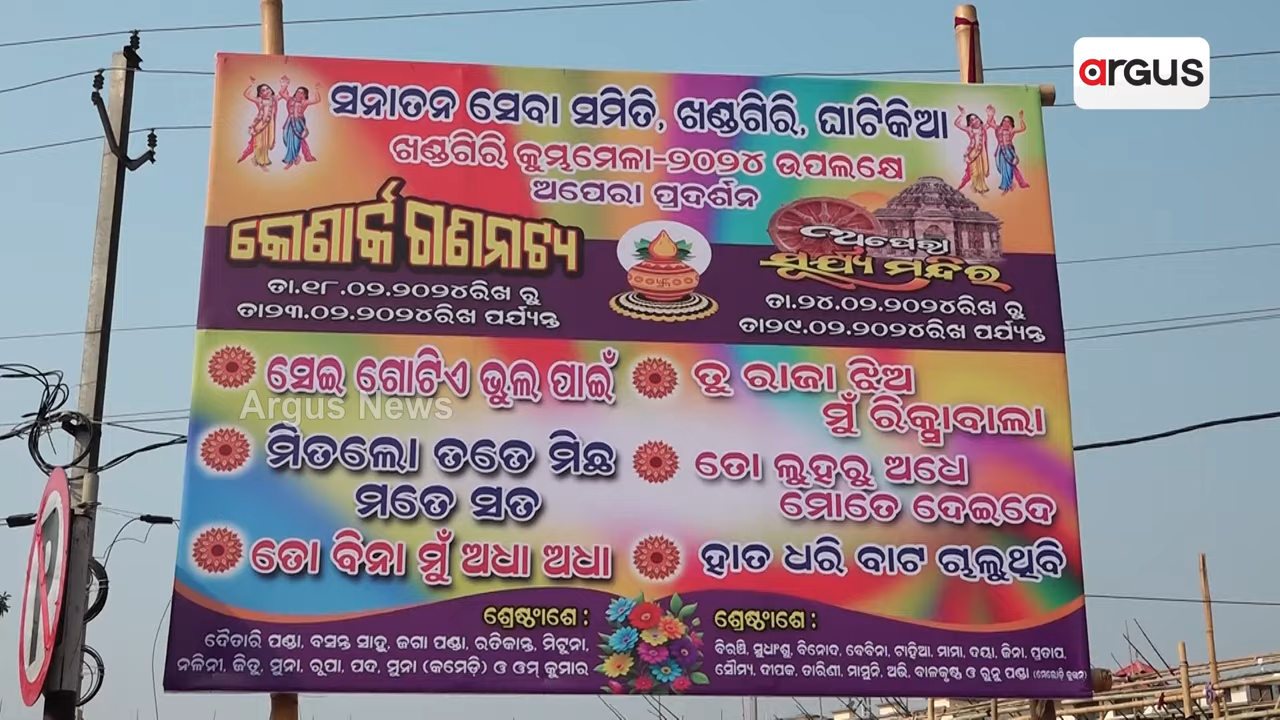 argus
ସନାତନ ସେବା ସମିତି, ଖଣ୍ଡଗିରି, ଘାଟିକିଆ
ଖଣ୍ଡଗିରି କୁମ୍ଭମେଳା-୨୦୨୪ ଉପଲକ୍ଷେ
ଅପେରା ପ୍ରଦର୍ଶନ
କୋଣାର୍କ ଗଣନାଟ୍ୟ
ତା.୧୮.୦୨.୨୦୨୪ରିଖ ରୁ
ତା୨୩.୦୨.୨୦୨୪ରିଖ ପର୍ଯ୍ୟନ୍ତ
ଅପେରା
ସୂର୍ଯ୍ୟ ମନ୍ଦିର
ତା.୨୪.୦୨.୨୦୨୪ରିଖ ରୁ
ତା୨୯.୦୨.୨୦୨୪ରିଖ ପର୍ଯ୍ୟନ୍ତ
ସେଇ ଗୋଟିଏ ଭୁଲ ପାଇଁ
Argus News
ମିତଲୋ ତତେ ମିଛ
ମତେ ସତ
ତୋ ବିନା ମୁଁ ଅଧା ଅଧା
ତୁ ରାଜା ଝିଅ
ମୁଁ ରିକ୍ସାବାଲା
ତୋ ଲୁହରୁ ଅଧେ
ମୋତେ ଦେଇଦେ
ହାତ ଧରି ବାଟ ଚାଲୁଥିବି
ଶ୍ରେଷ୍ଠାଂଶେ :
ଦୈତାରି ପଣ୍ଡା, ବସନ୍ତ ସାହୁ, ଜଗା ପଣ୍ଡା, ରତିକାନ୍ତ, ମିଟୁନା,
ନଳିନୀ, ଜିତୁ, ମୁନା, ରୂପା, ପଦ, ମୁନା (କମେଡ଼ି) ଓ ଓମ୍ କୁମାର
ଶ୍ରେଷ୍ଠାଂଶେ :
ବିରଞ୍ଚି, ସୁଧାଂଶୁ, ବିନୋଦ, ବେବିନା, ଟାହିଆ, ମାମା, ଦୟା, ଜିନା, ପ୍ରତାପ,
ସୌମ୍ୟ, ଦୀପକ, ତାରିଣୀ, ମାମୁନି, ଅରି, ବାଳକୃଷ୍ଣ ଓ ଟୁନୁ ପଣ୍ଡା